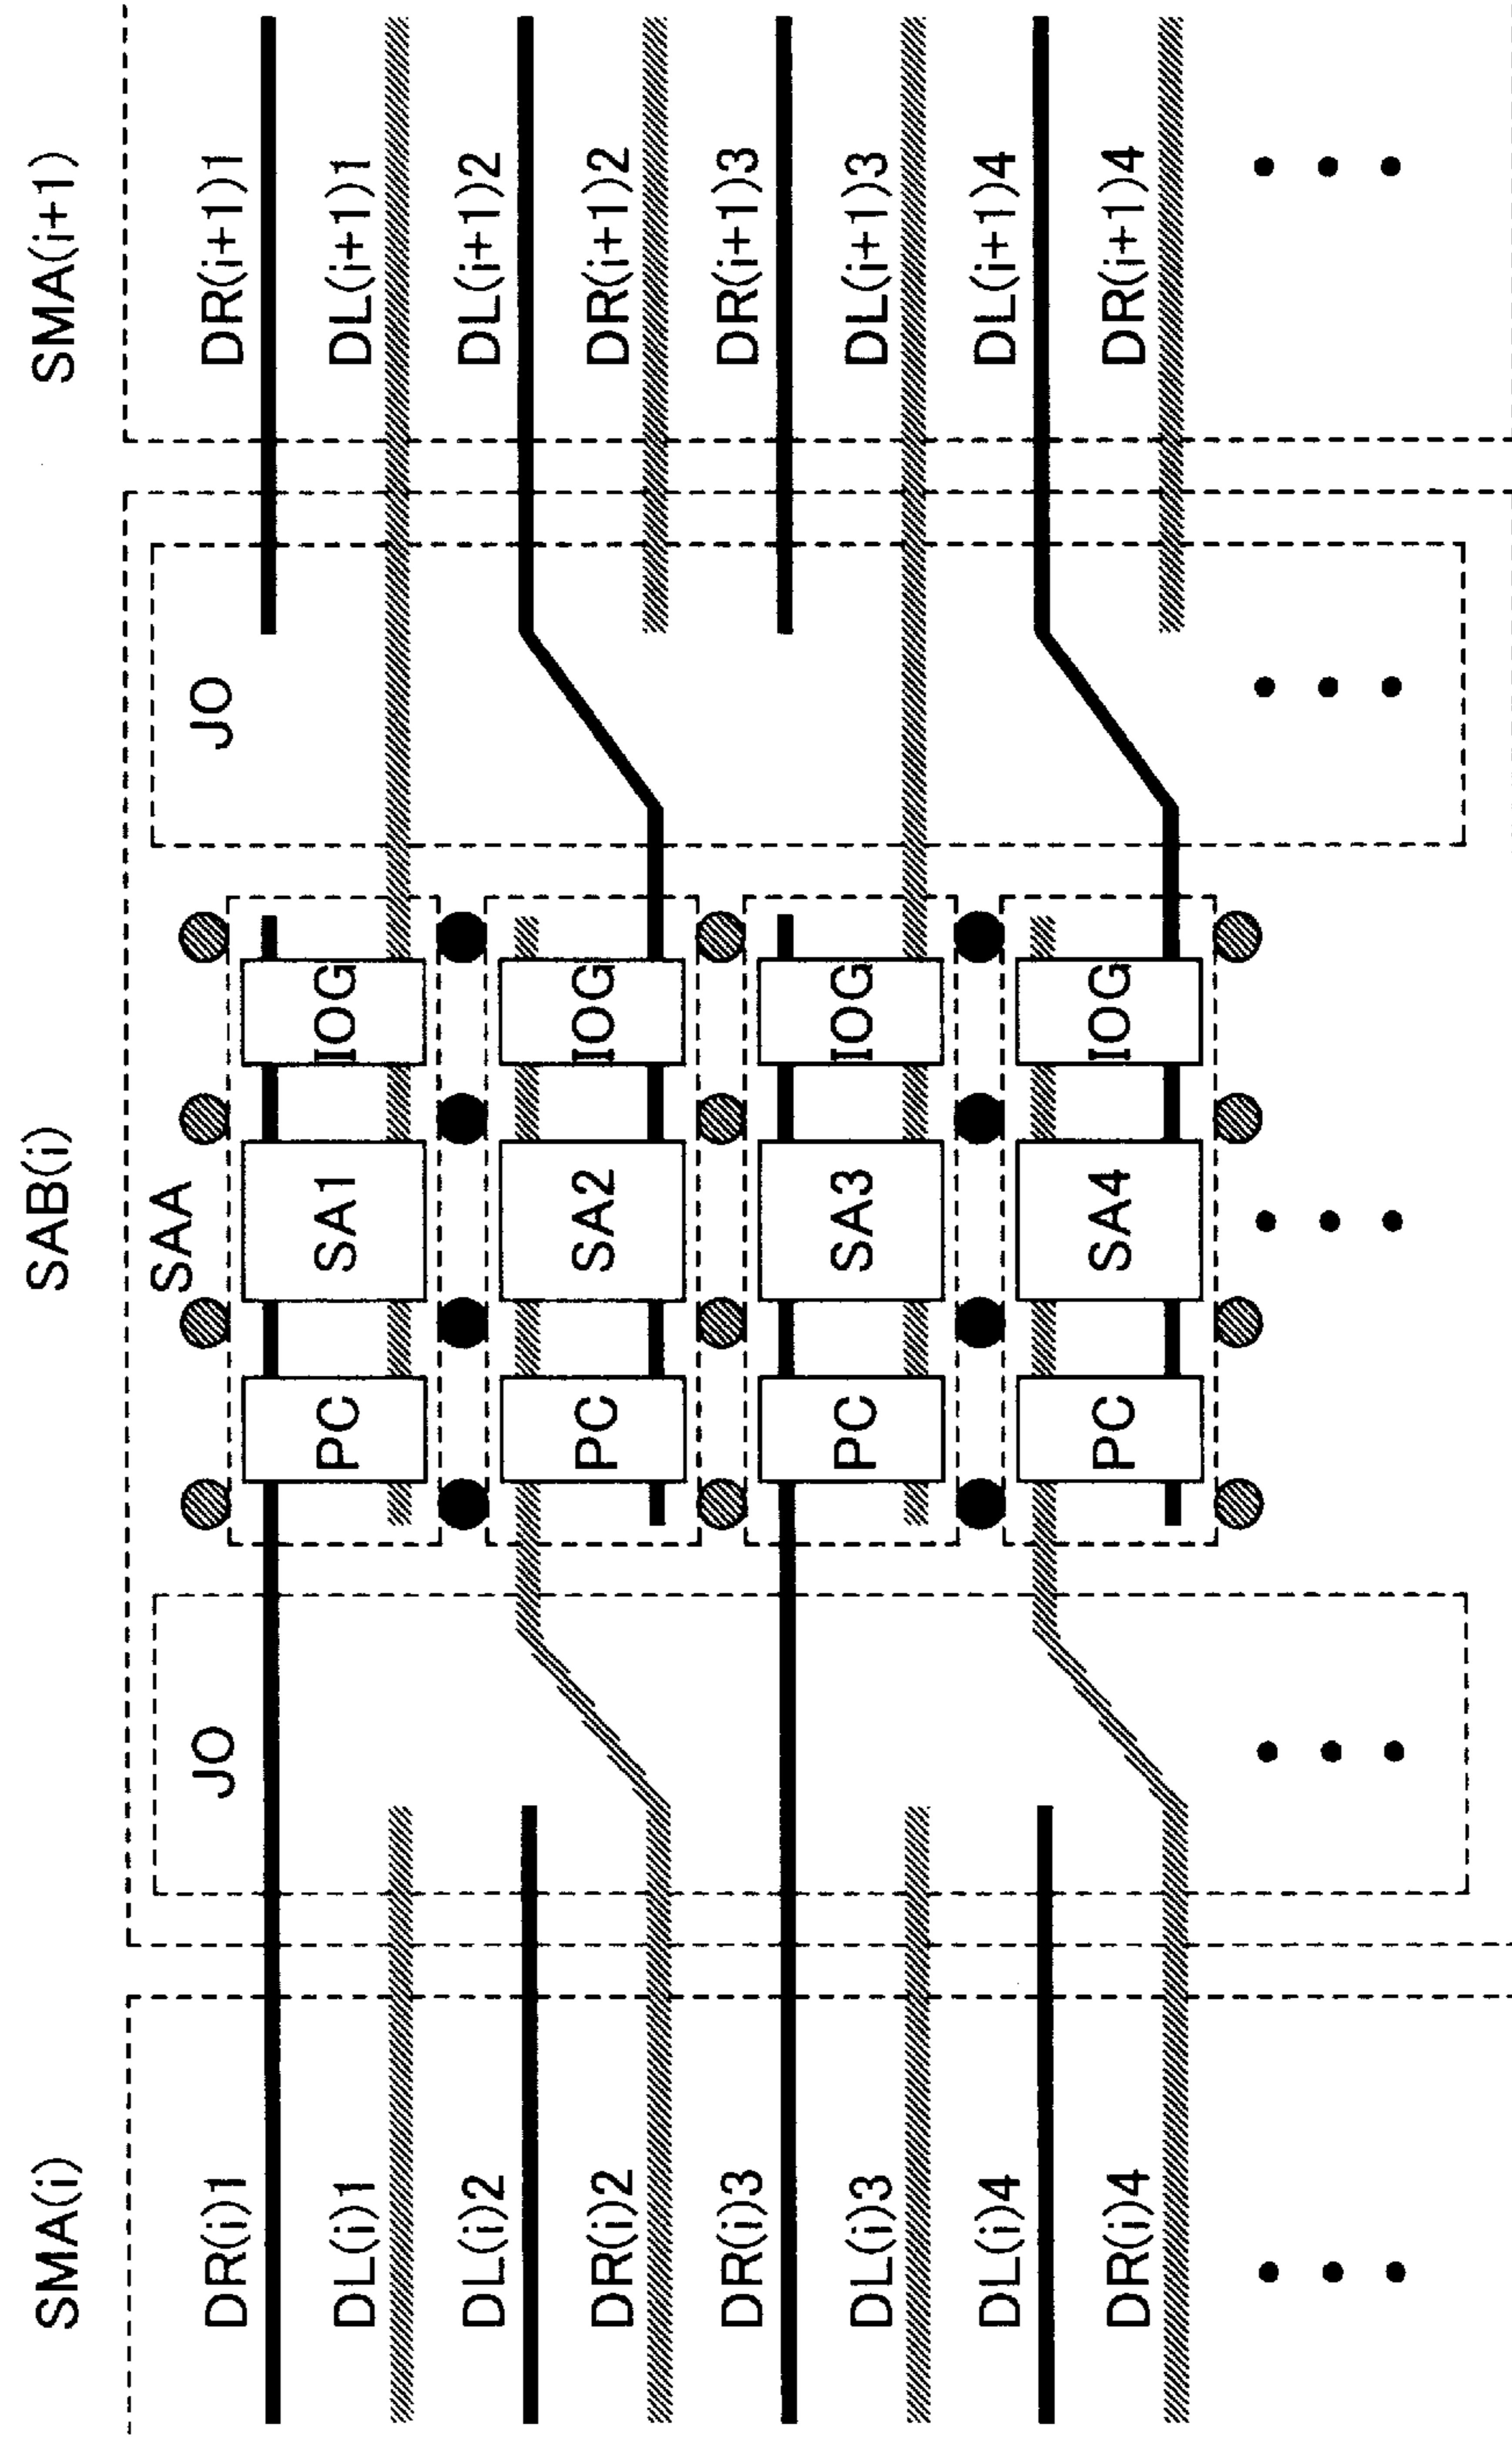 SMA(i)
SAB(i)
SMA(i+1)
SAA
JO
JO
DR(i)1
DL(i)1
DL(i)2
DR(i)2
DR(i)3
DL(i)3
DL(i)4
DR(i)4
PC
SA1
IOG
PC
SA2
IOG
PC
SA3
IOG
PC
SA4
IOG
DR(i+1)1
DL(i+1)1
DL(i+1)2
DR(i+1)2
DR(i+1)3
DL(i+1)3
DL(i+1)4
DR(i+1)4